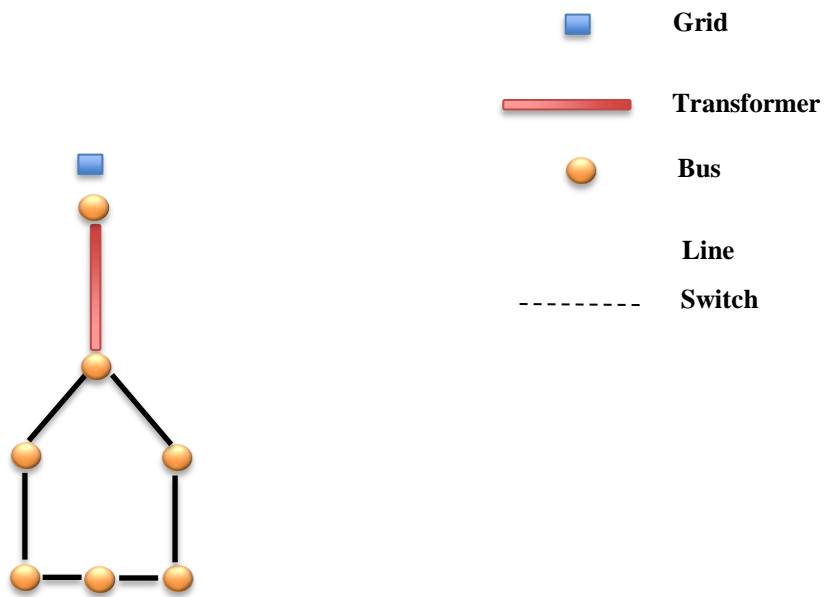 Grid
Transformer
Bus
Line
Switch